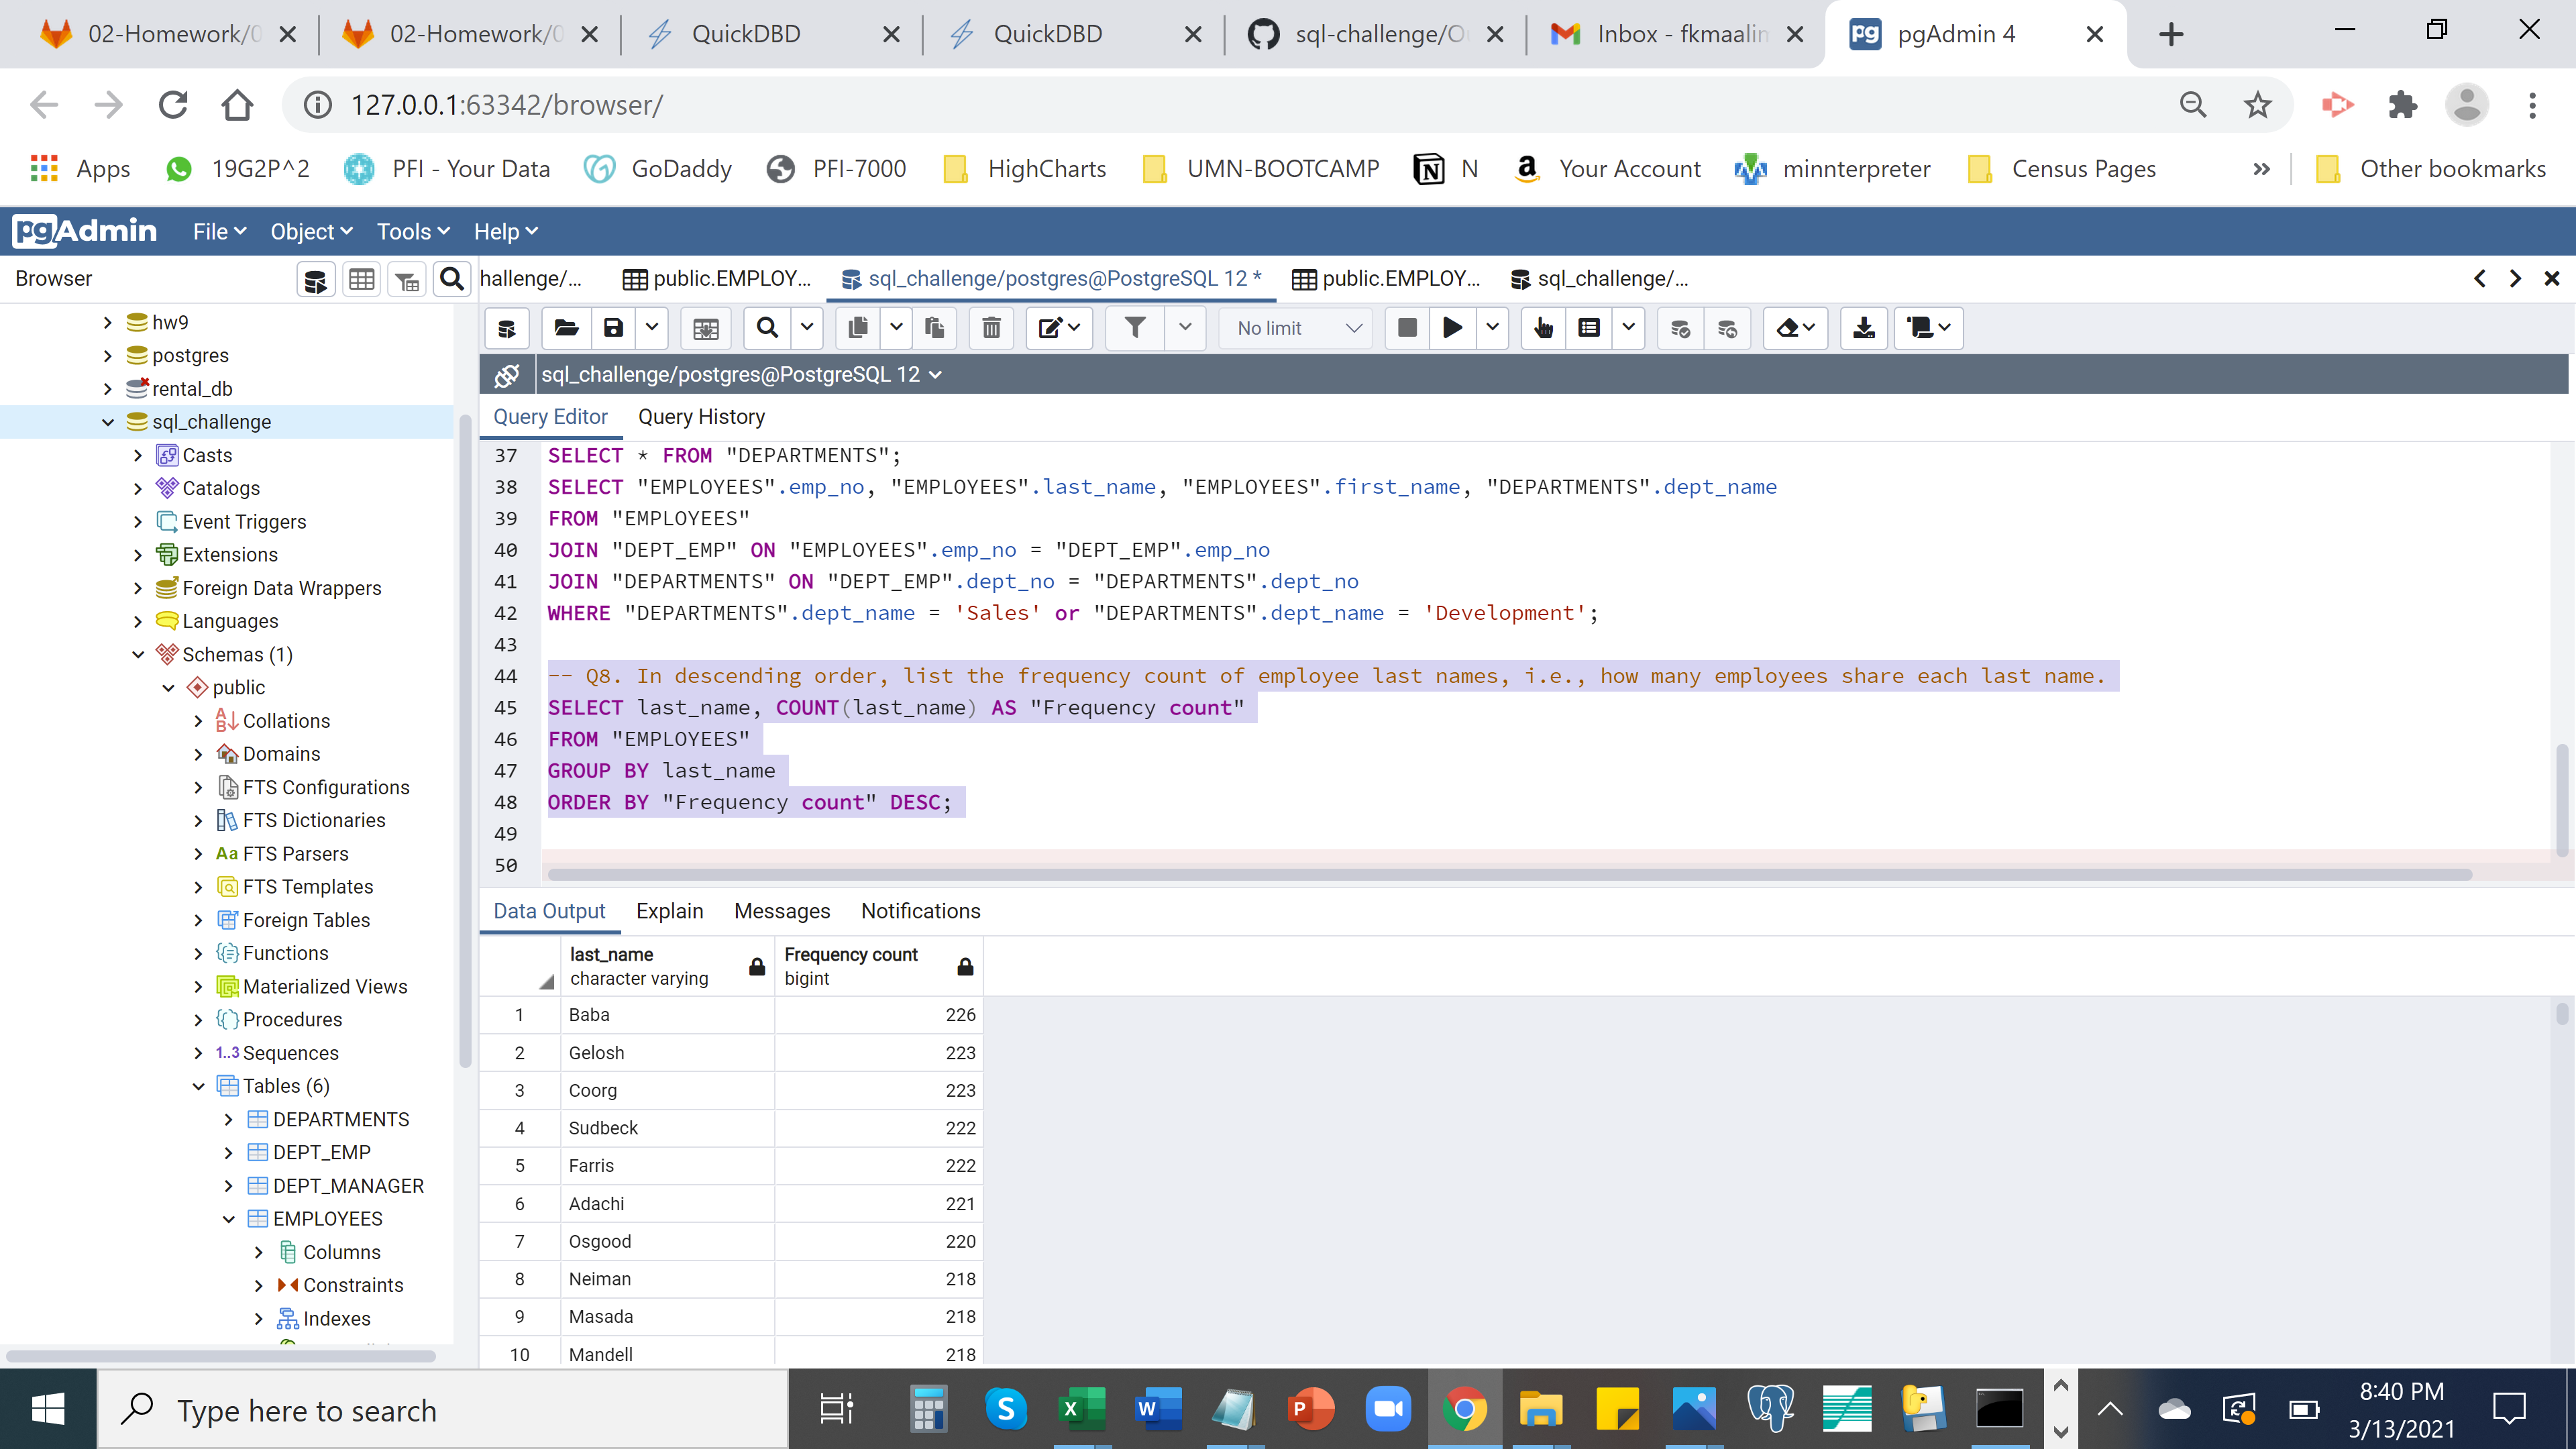 02-Homework/0
02-Homework/0
QuickDBD
QuickDBD
sql-challenge/O
Inbox - fkmaalin
pgAdmin 4
127.0.0.1:63342/browser/
Apps
19G2P^2
PFI - Your Data
GoDaddy
PFI-7000
HighCharts
UMN-BOOTCAMP
N
Your Account
minnterpreter
Census Pages
»
Other bookmarks
pgAdmin File Object Tools Help
Browser
hallenge/...
public.EMPLOY...
sql_challenge/postgres@PostgreSQL 12 *
public.EMPLOY...
sql_challenge/...
No limit
sql_challenge/postgres@PostgreSQL 12
Query Editor Query History
hw9
postgres
rental_db
sql_challenge
Casts
Catalogs
Event Triggers
Extensions
Foreign Data Wrappers
Languages
Schemas (1)
public
Collations
Domains
FTS Configurations
FTS Dictionaries
Aa FTS Parsers
FTS Templates
Foreign Tables
Functions
Materialized Views
Procedures
1..3 Sequences
Tables (6)
DEPARTMENTS
DEPT_EMP
DEPT_MANAGER
EMPLOYEES
Columns
Constraints
Indexes
37 SELECT * FROM "DEPARTMENTS";
38 SELECT "EMPLOYEES".emp_no, "EMPLOYEES".last_name, "EMPLOYEES".first_name, "DEPARTMENTS".dept_name
39 FROM "EMPLOYEES"
40 JOIN "DEPT_EMP" ON "EMPLOYEES".emp_no = "DEPT_EMP".emp_no
41 JOIN "DEPARTMENTS" ON "DEPT_EMP".dept_no = "DEPARTMENTS".dept_no
42 WHERE "DEPARTMENTS".dept_name = 'Sales' or "DEPARTMENTS".dept_name = 'Development';
43
44 -- Q8. In descending order, list the frequency count of employee last names, i.e., how many employees share each last name.
45 SELECT last_name, COUNT(last_name) AS "Frequency count"
46 FROM "EMPLOYEES"
47 GROUP BY last_name
48 ORDER BY "Frequency count" DESC;
49
50
Data Output Explain Messages Notifications
last_name Frequency count
character varying bigint
1 Baba 226
2 Gelosh 223
3 Coorg 223
4 Sudbeck 222
5 Farris 222
6 Adachi 221
7 Osgood 220
8 Neiman 218
9 Masada 218
10 Mandell 218
Type here to search
8:40 PM
3/13/2021